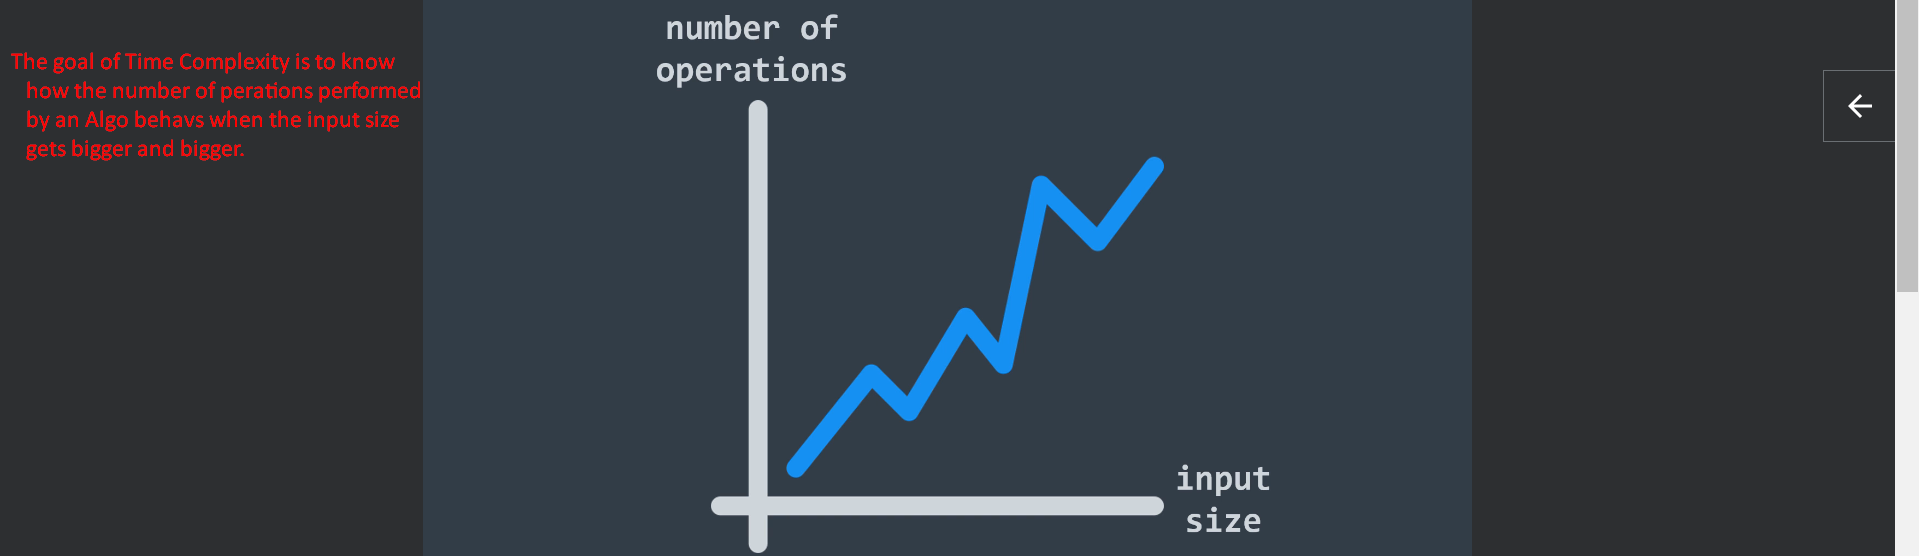 The goal of Time Complexity is to know
how the number of perations performed
by an Algo behavs when the input size
gets bigger and bigger.
number of
operations
input
size